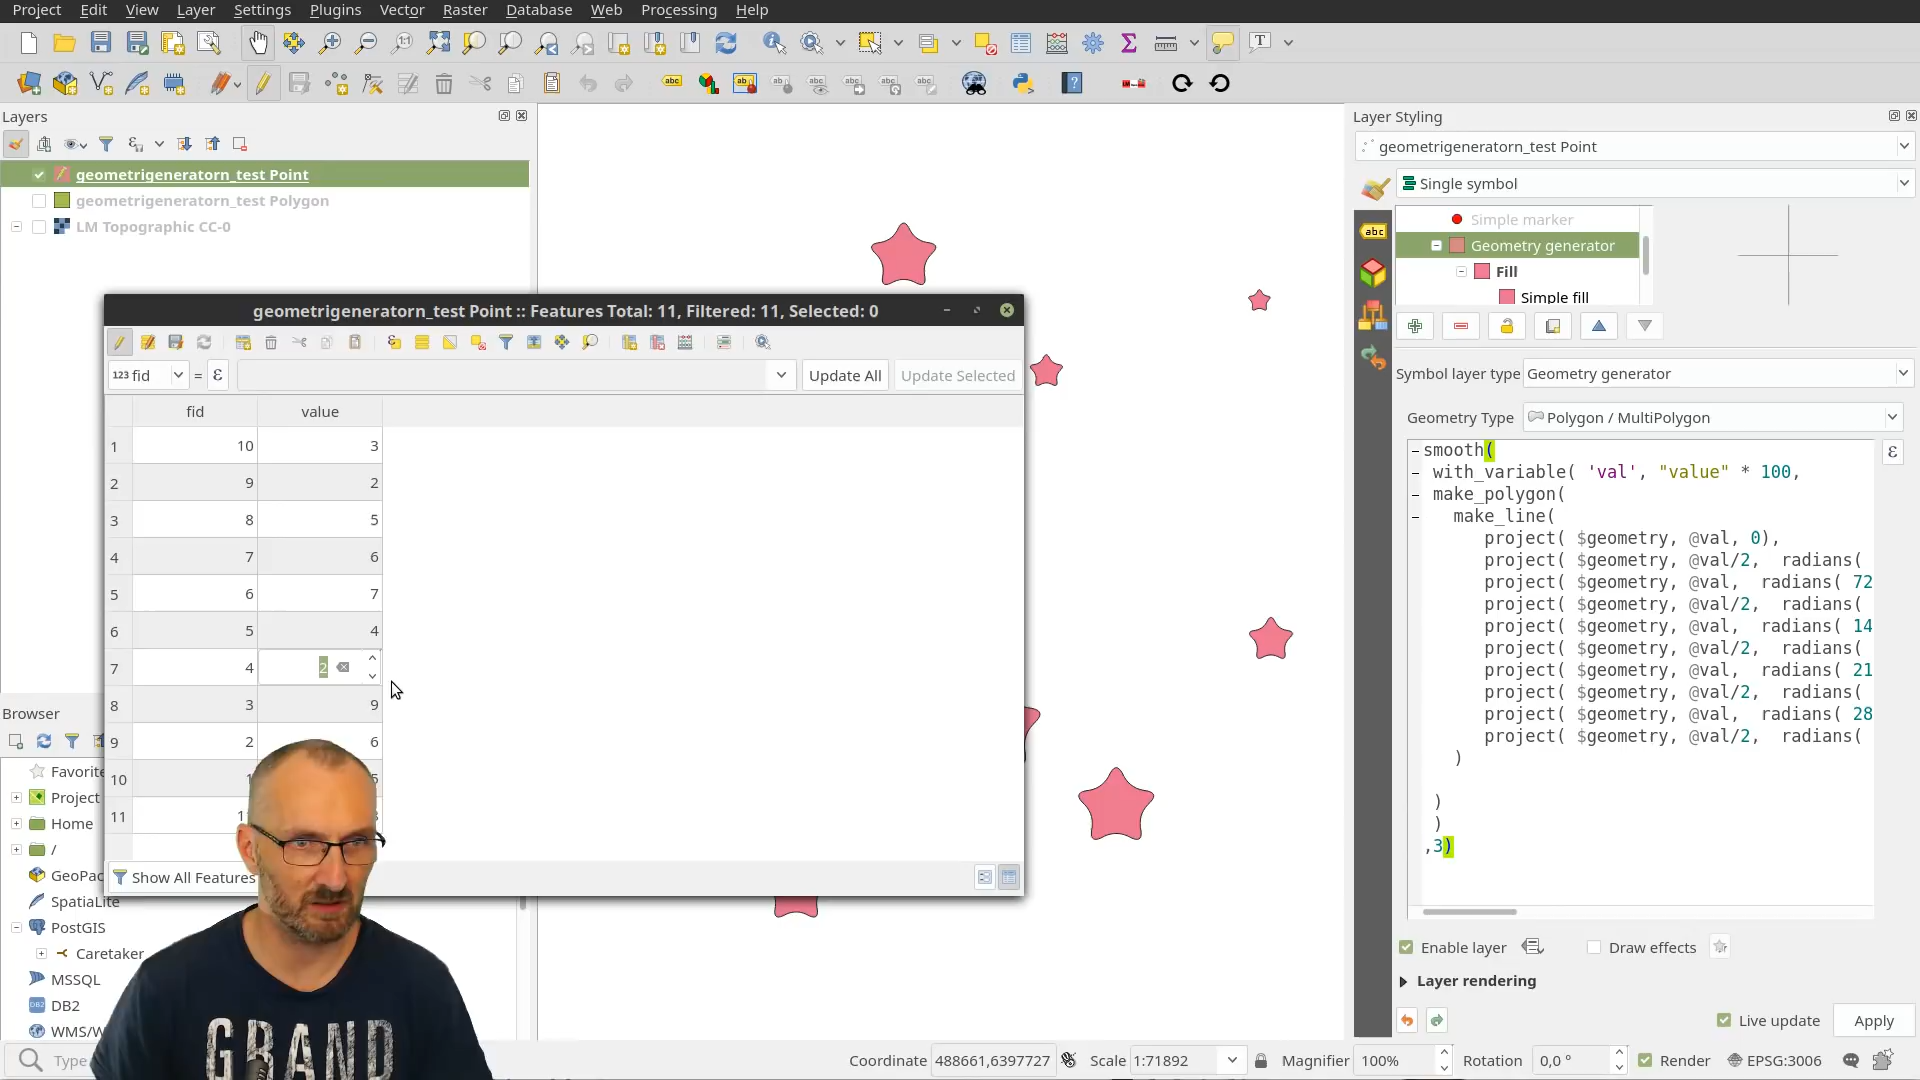 Project Edit View Layer Settings Plugins Vector Raster Database Web Processing Help
Layers
geometrigeneratorn_test Point
geometrigeneratorn_test Polygon
LM Topographic CC-0
geometrigeneratorn_test Point :: Features Total: 11, Filtered: 11, Selected: 0
123 fid = ε Update All Update Selected
fid value
1 10 3
2 9 2
3 8 5
4 7 6
5 6 7
6 5 4
7 4 2
8 3 9
9 2 6
10
11
Show All Features
Browser
Favorite
Project
Home
/
GeoPac
SpatiaLite
PostGIS
Caretaker
MSSQL
DB2
WMS/W
GRAND
Layer Styling
geometrigeneratorn_test Point
Single symbol
abc
Simple marker
Geometry generator
Fill
Simple fill
Symbol layer type Geometry generator
Geometry Type Polygon / MultiPolygon
smooth(
with_variable( 'val', "value" * 100,
make_polygon(
make_line(
project( $geometry, @val, 0),
project( $geometry, @val/2, radians(
project( $geometry, @val, radians( 72
project( $geometry, @val/2, radians(
project( $geometry, @val, radians( 14
project( $geometry, @val/2, radians(
project( $geometry, @val, radians( 21
project( $geometry, @val/2, radians(
project( $geometry, @val, radians( 28
project( $geometry, @val/2, radians(
)
)
)
,3)
ε
Enable layer Draw effects
Layer rendering
Live update Apply
Type Coordinate 488661,6397727 Scale 1:71892 Magnifier 100% Rotation 0,0 ° Render EPSG:3006